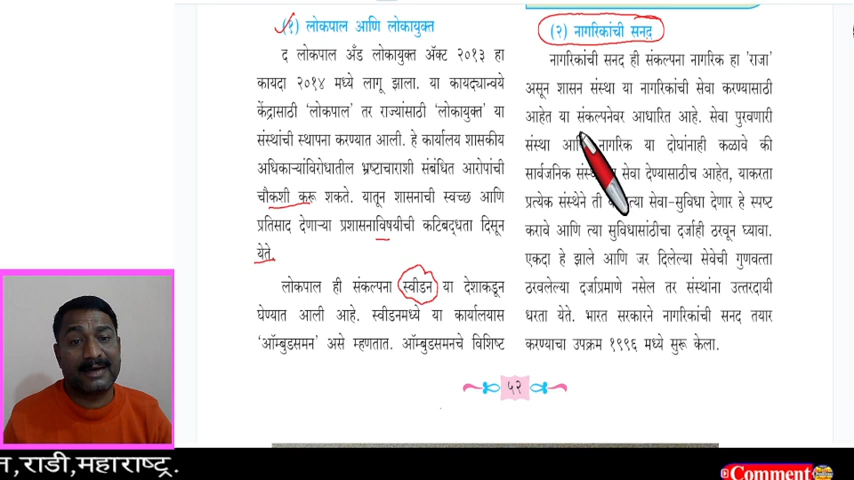 (१) लोकपाल आणि लोकायुक्त
द लोकपाल अँड लोकायुक्त ॲक्ट २०१३ हा
कायदा २०१४ मध्ये लागू झाला. या कायद्यान्वये
केंद्रासाठी ‘लोकपाल’ तर राज्यांसाठी ‘लोकायुक्त’ या
संस्थांची स्थापना करण्यात आली. हे कार्यालय शासकीय
अधिकाऱ्यांविरोधातील भ्रष्टाचाराशी संबंधित आरोपांची
चौकशी करू शकते. यातून शासनाची स्वच्छ आणि
प्रतिसाद देणाऱ्या प्रशासनाविषयीची कटिबद्धता दिसून
येते.
लोकपाल ही संकल्पना स्वीडन या देशाकडून
घेण्यात आली आहे. स्वीडनमध्ये या कार्यालयास
‘ऑम्बुडसमन’ असे म्हणतात. ऑम्बुडसमनचे विशिष्ट
(२) नागरिकांची सनद
नागरिकांची सनद ही संकल्पना नागरिक हा ‘राजा’
असून शासन संस्था या नागरिकांची सेवा करण्यासाठी
आहेत या संकल्पनेवर आधारित आहे. सेवा पुरवणारी
संस्था आणि नागरिक या दोघांनाही कळावे की
सार्वजनिक सेवा देण्यासाठीच आहेत, याकरता
प्रत्येक संस्थेने ती सेवा-सुविधा देणार हे स्पष्ट
करावे आणि त्या सुविधासांठीचा दर्जाही ठरवून घ्यावा.
एकदा हे झाले आणि जर दिलेल्या सेवेची गुणवत्ता
ठरवलेल्या दर्जाप्रमाणे नसेल तर संस्थांना उत्तरदायी
धरता येते. भारत सरकारने नागरिकांची सनद तयार
करण्याचा उपक्रम १९९६ मध्ये सुरू केला.
५२
न,राडी,महाराष्ट्र.
Comment